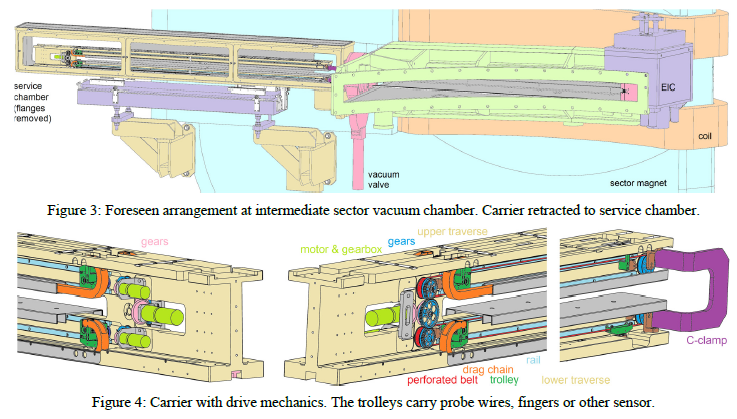 service
chamber
(flanges
removed)
EIC
coil
vacuum
valve
sector magnet
Figure 3: Foreseen arrangement at intermediate sector vacuum chamber. Carrier retracted to service chamber.
upper traverse
gears
motor & gearbox
gears
C-clamp
rail
drag chain
perforated belt
trolley
lower traverse
Figure 4: Carrier with drive mechanics. The trolleys carry probe wires, fingers or other sensor.